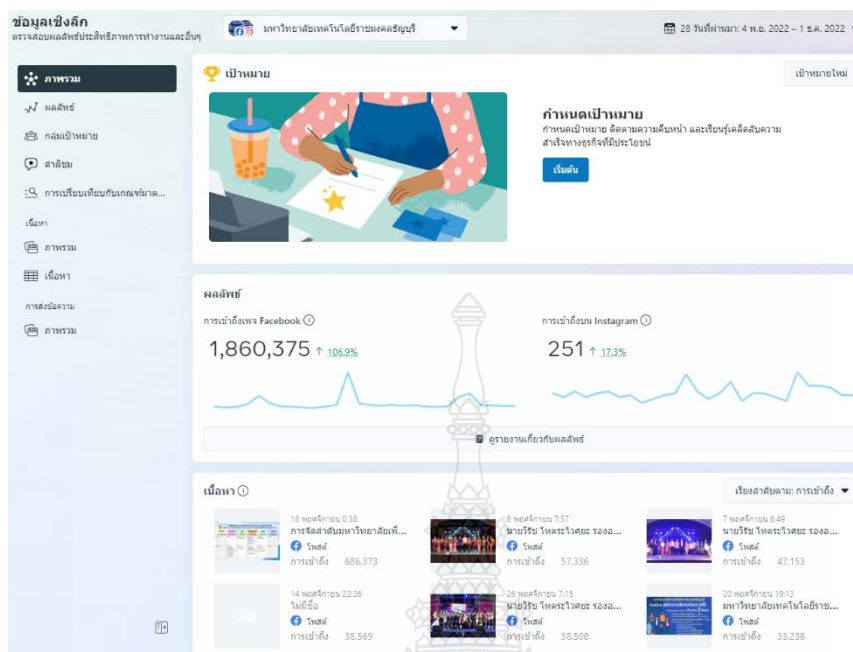 ข้อมูลเชิงลึก
ตรวจสอบผลลัพธ์ประสิทธิภาพการทำงานและอื่นๆ
มหาวิทยาลัยเทคโนโลยีราชมงคลธัญบุรี
28 วันที่ผ่านมา: 4 พ.ย. 2022 – 1 ธ.ค. 2022
ภาพรวม
ผลลัพธ์
กลุ่มเป้าหมาย
คำติชม
การเปรียบเทียบกับเกณฑ์มาต...
เนื้อหา
ภาพรวม
เนื้อหา
การส่งข้อความ
ภาพรวม
เป้าหมาย
เป้าหมายใหม่
กำหนดเป้าหมาย
กำหนดเป้าหมาย ติดตามความคืบหน้า และเรียนรู้เคล็ดลับความ
สำเร็จทางธุรกิจที่มีประโยชน์
เริ่มต้น
ผลลัพธ์
การเข้าถึงเพจ Facebook
1,860,375 ↑ 106.9%
การเข้าถึงบน Instagram
251 ↑ 17.3%
ดูรายงานเกี่ยวกับผลลัพธ์
เนื้อหา
เรียงลำดับตาม: การเข้าถึง
16 พฤศจิกายน 0:38
การจัดลำดับมหาวิทยาลัยเพื่...
โพสต์
การเข้าถึง 686,373
8 พฤศจิกายน 7:57
นายวิรัช โหตระไวศยะ รองอ...
โพสต์
การเข้าถึง 57,336
7 พฤศจิกายน 6:49
นายวิรัช โหตระไวศยะ รองอ...
โพสต์
การเข้าถึง 47,153
14 พฤศจิกายน 22:26
ไม่มีชื่อ
โพสต์
การเข้าถึง 38,569
26 พฤศจิกายน 7:15
นายวิรัช โหตระไวศยะ รองอ...
โพสต์
การเข้าถึง 38,508
20 พฤศจิกายน 19:13
มหาวิทยาลัยเทคโนโลยีราช...
โพสต์
การเข้าถึง 33,238